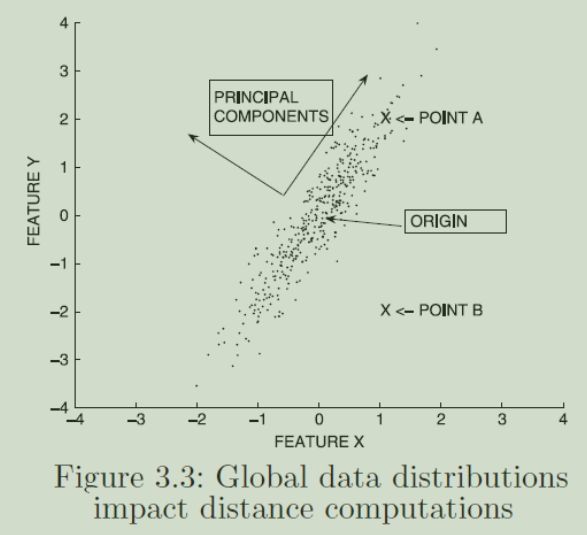 4
3
2
1
0
−1
−2
−3
−4
FEATURE Y
PRINCIPAL
COMPONENTS
X <– POINT A
ORIGIN
X <– POINT B
−4 −3 −2 −1 0 1 2 3 4
FEATURE X
Figure 3.3: Global data distributions
impact distance computations